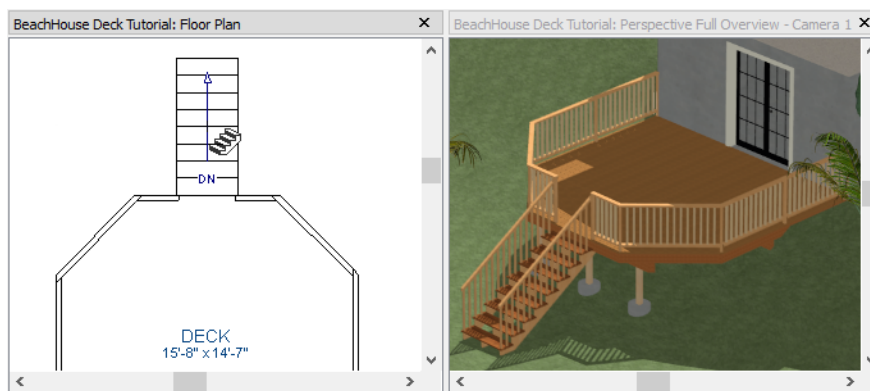 BeachHouse Deck Tutorial: Floor Plan
BeachHouse Deck Tutorial: Perspective Full Overview - Camera 1
DN
DECK
15'-8" x 14'-7"